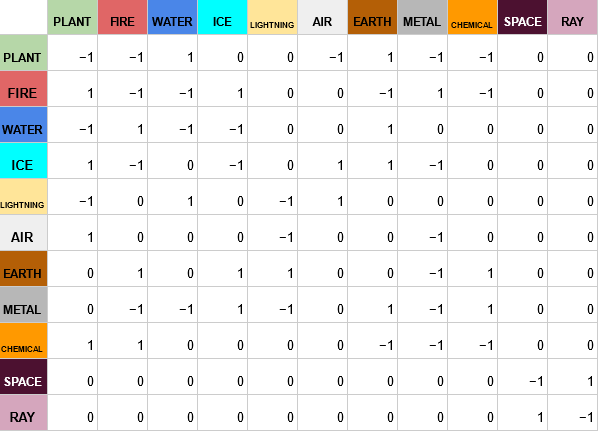 PLANT FIRE WATER ICE LIGHTNING AIR EARTH METAL CHEMICAL SPACE RAY
PLANT −1 −1 1 0 0 −1 1 −1 −1 0 0
FIRE 1 −1 −1 1 0 0 −1 1 −1 0 0
WATER −1 1 −1 −1 0 0 1 0 0 0 0
ICE 1 −1 0 −1 0 1 1 −1 0 0 0
LIGHTNING −1 0 1 0 −1 1 0 0 0 0 0
AIR 1 0 0 0 −1 0 0 −1 0 0 0
EARTH 0 1 0 1 1 0 0 −1 1 0 0
METAL 0 −1 −1 1 −1 0 1 −1 1 0 0
CHEMICAL 1 1 0 0 0 0 −1 −1 −1 0 0
SPACE 0 0 0 0 0 0 0 0 0 −1 1
RAY 0 0 0 0 0 0 0 0 0 1 −1